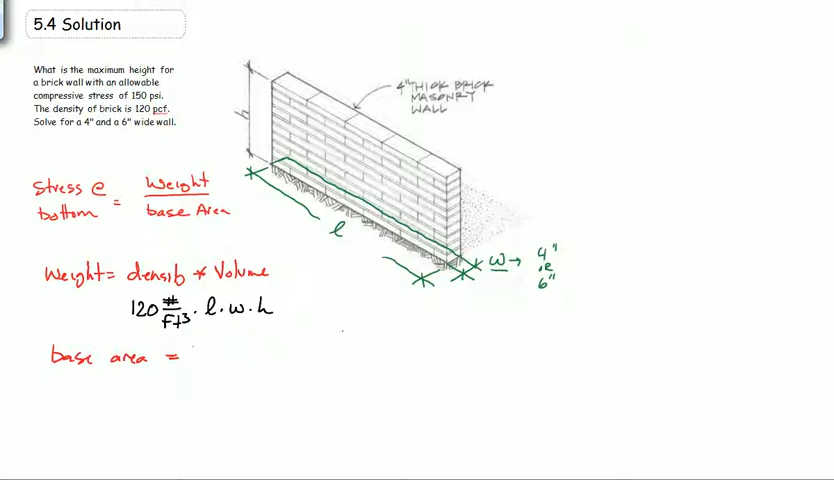 5.4 Solution
What is the maximum height for
a brick wall with an allowable
compressive stress of 150 psi.
The density of brick is 120 pcf.
Solve for a 4" and a 6" wide wall.
4" THICK BRICK
MASONRY
WALL
h
Stress @
bottom
=
Weight
base Area
l
w → 4"
or
6"
Weight = density * Volume
120 #/ft3 . l . w . h
base area =